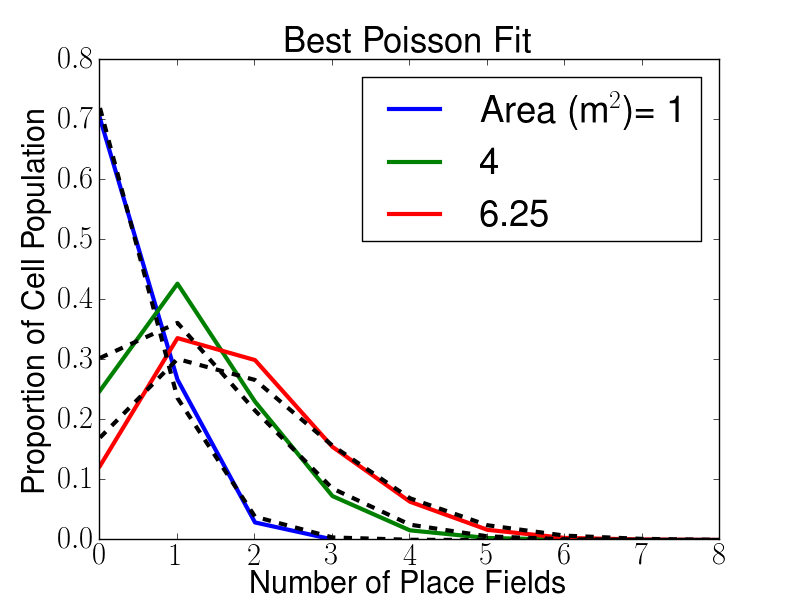 Best Poisson Fit
0.8
0.7
0.6
0.5
0.4
0.3
0.2
0.1
0.0
Proportion of Cell Population
Area (m²)= 1
4
6.25
0 1 2 3 4 5 6 7 8
Number of Place Fields